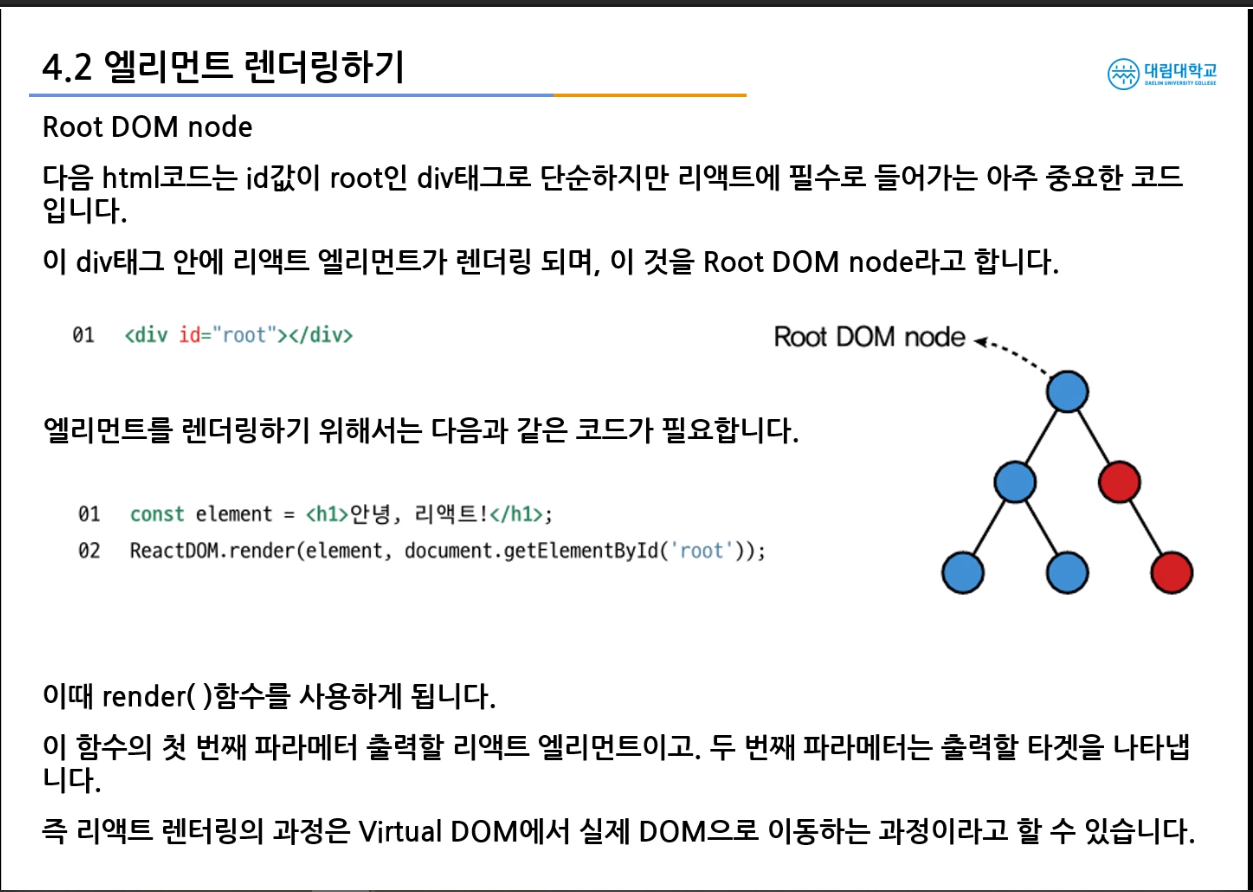 4.2 엘리먼트 렌더링하기
대림대학교
DAELIM UNIVERSITY COLLEGE
Root DOM node
다음 html코드는 id값이 root인 div태그로 단순하지만 리액트에 필수로 들어가는 아주 중요한 코드
입니다.
이 div태그 안에 리액트 엘리먼트가 렌더링 되며, 이 것을 Root DOM node라고 합니다.
01 <div id="root"></div>
Root DOM node
엘리먼트를 렌더링하기 위해서는 다음과 같은 코드가 필요합니다.
01 const element = <h1>안녕, 리액트!</h1>;
02 ReactDOM.render(element, document.getElementById('root'));
이때 render( )함수를 사용하게 됩니다.
이 함수의 첫 번째 파라메터 출력할 리액트 엘리먼트이고. 두 번째 파라메터는 출력할 타겟을 나타냅
니다.
즉 리액트 렌터링의 과정은 Virtual DOM에서 실제 DOM으로 이동하는 과정이라고 할 수 있습니다.